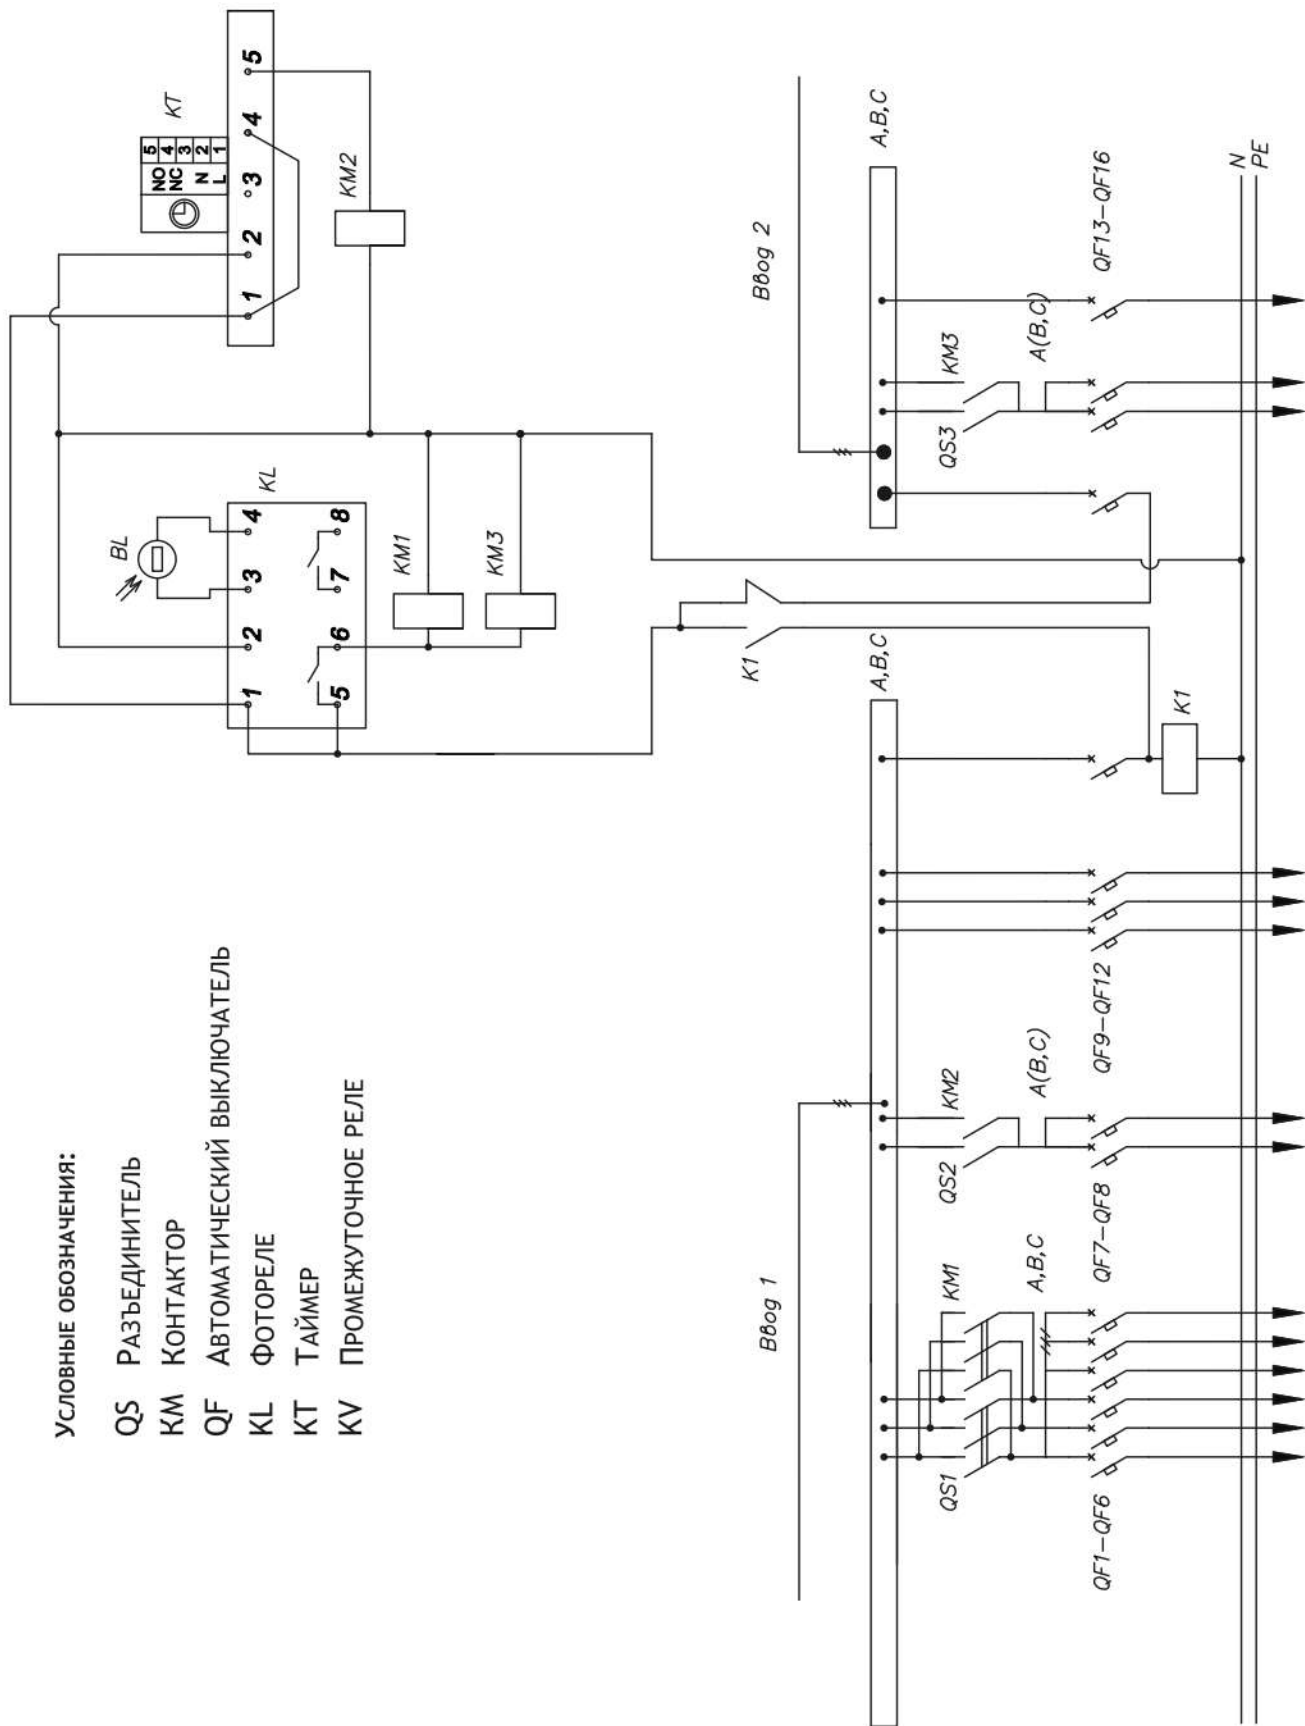 Условные обозначения:
QS Разъединитель
KM Контактор
QF Автоматический выключатель
KL Фотореле
KT Таймер
KV Промежуточное реле
KT
NO 5
4
NC 3
N 2
L 1
1 2 3 4 5
KM2
BL
KL
1 2 3 4
5 6 7 8
KM1
KM3
K1
Ввод 1
Ввод 2
A,B,C
A,B,C
QS1
KM1
A,B,C
QF1-QF6
QS2
KM2
A(B,C)
QF7-QF8
QF9-QF12
K1
QS3
KM3
A(B,C)
QF13-QF16
N
PE